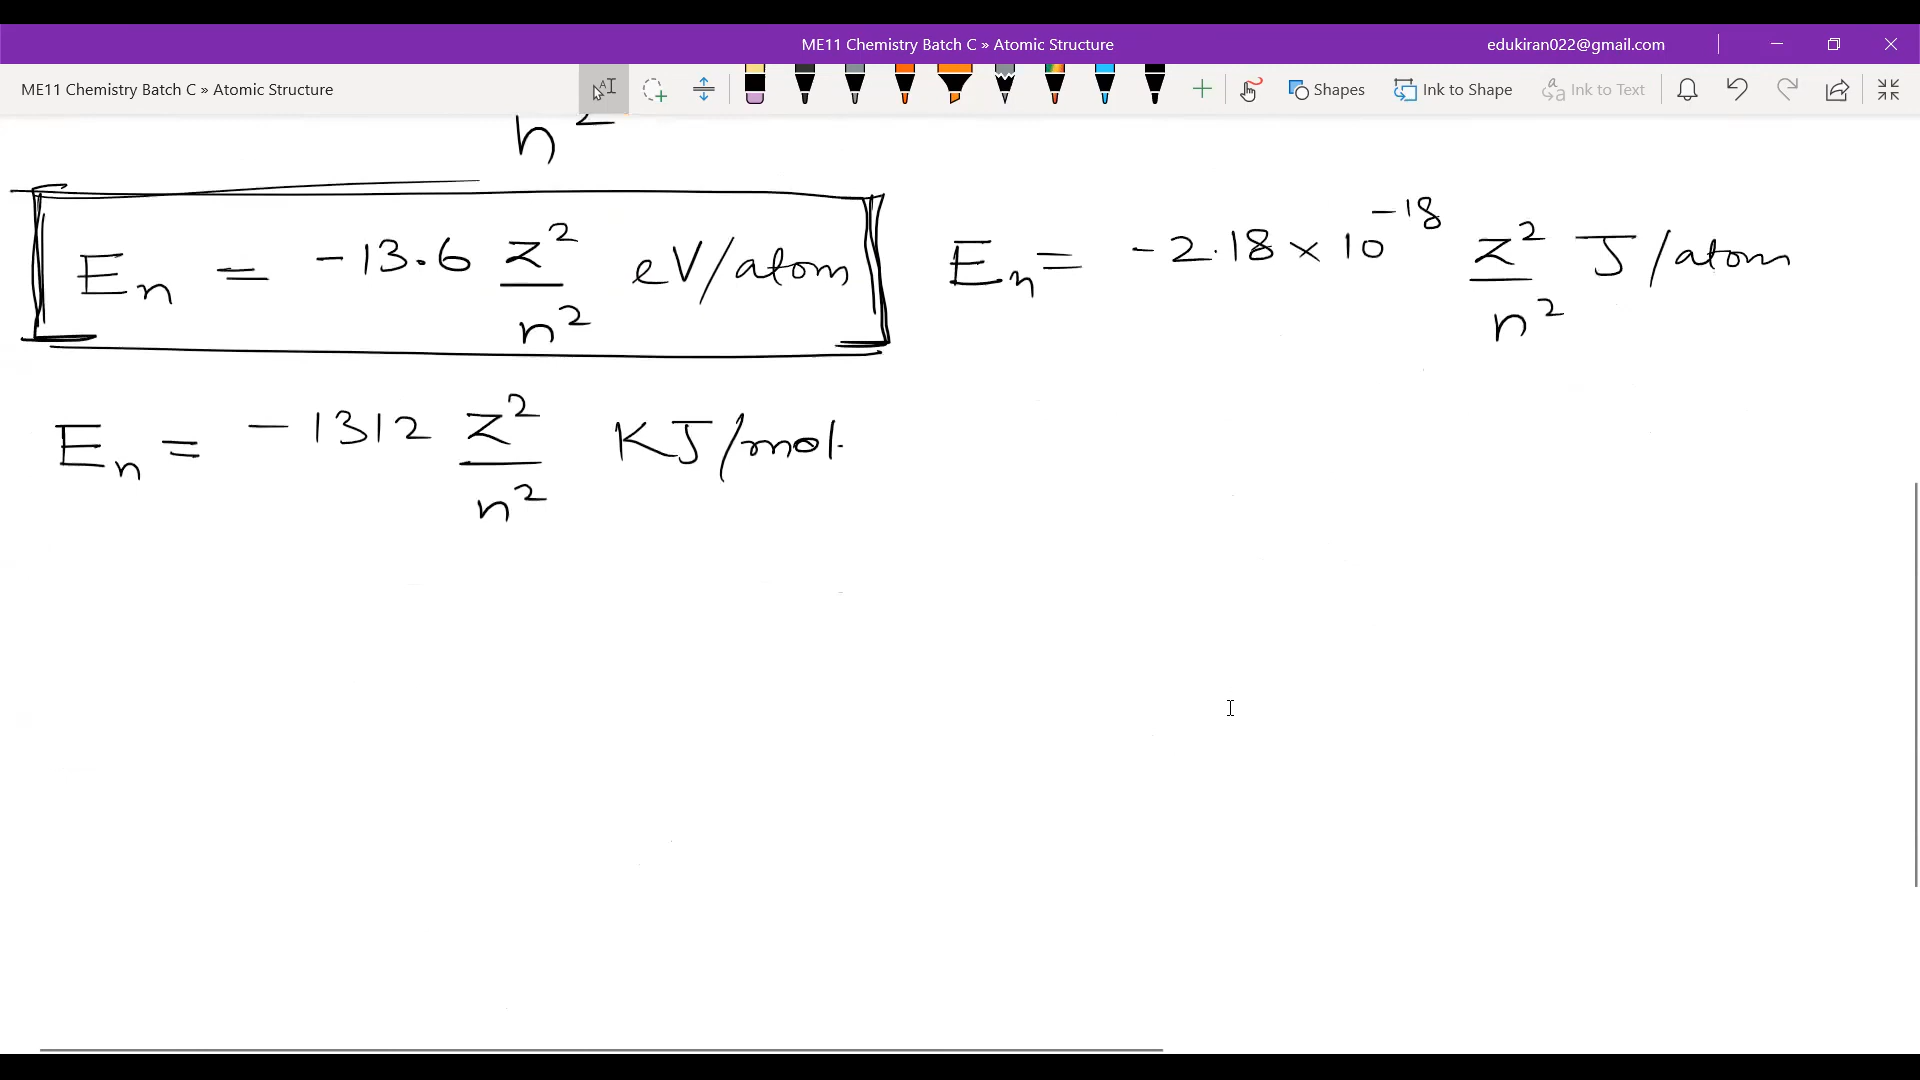 ME11 Chemistry Batch C » Atomic Structure edukiran022@gmail.com
ME11 Chemistry Batch C » Atomic Structure Shapes Ink to Shape Ink to Text
n²
Eₙ = -13.6 Z²/n² eV/atom
Eₙ = -2.18 × 10⁻¹⁸ Z²/n² J/atom
Eₙ = -1312 Z²/n² KJ/mol.